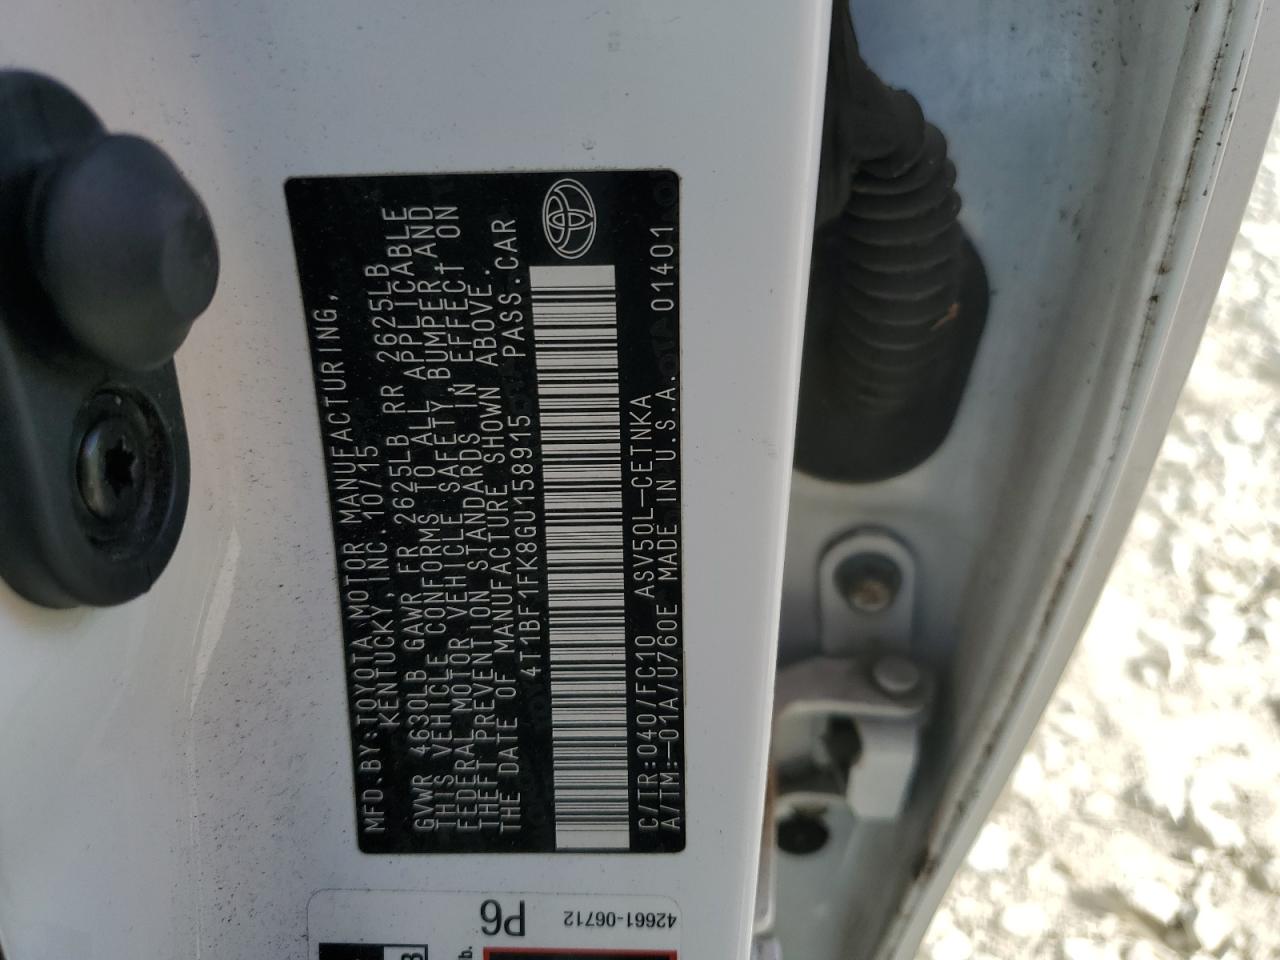 MFD.BY:TOYOTA MOTOR MANUFACTURING,
KENTUCKY,INC. 10/15
GVWR 4630LB GAWR FR 2625LB RR 2625LB
THIS VEHICLE CONFORMS TO ALL APPLICABLE
FEDERAL MOTOR VEHICLE SAFETY,BUMPER,AND
THEFT PREVENTION STANDARDS IN EFFECT ON
THE DATE OF MANUFACTURE SHOWN ABOVE.
4T1BF1FK8GU158915 PASS.CAR
C/TR:040/FC10 ASV50L-CETNKA
A/TM:-01A/U760E MADE IN U.S.A. 01401
P6
42661-06712